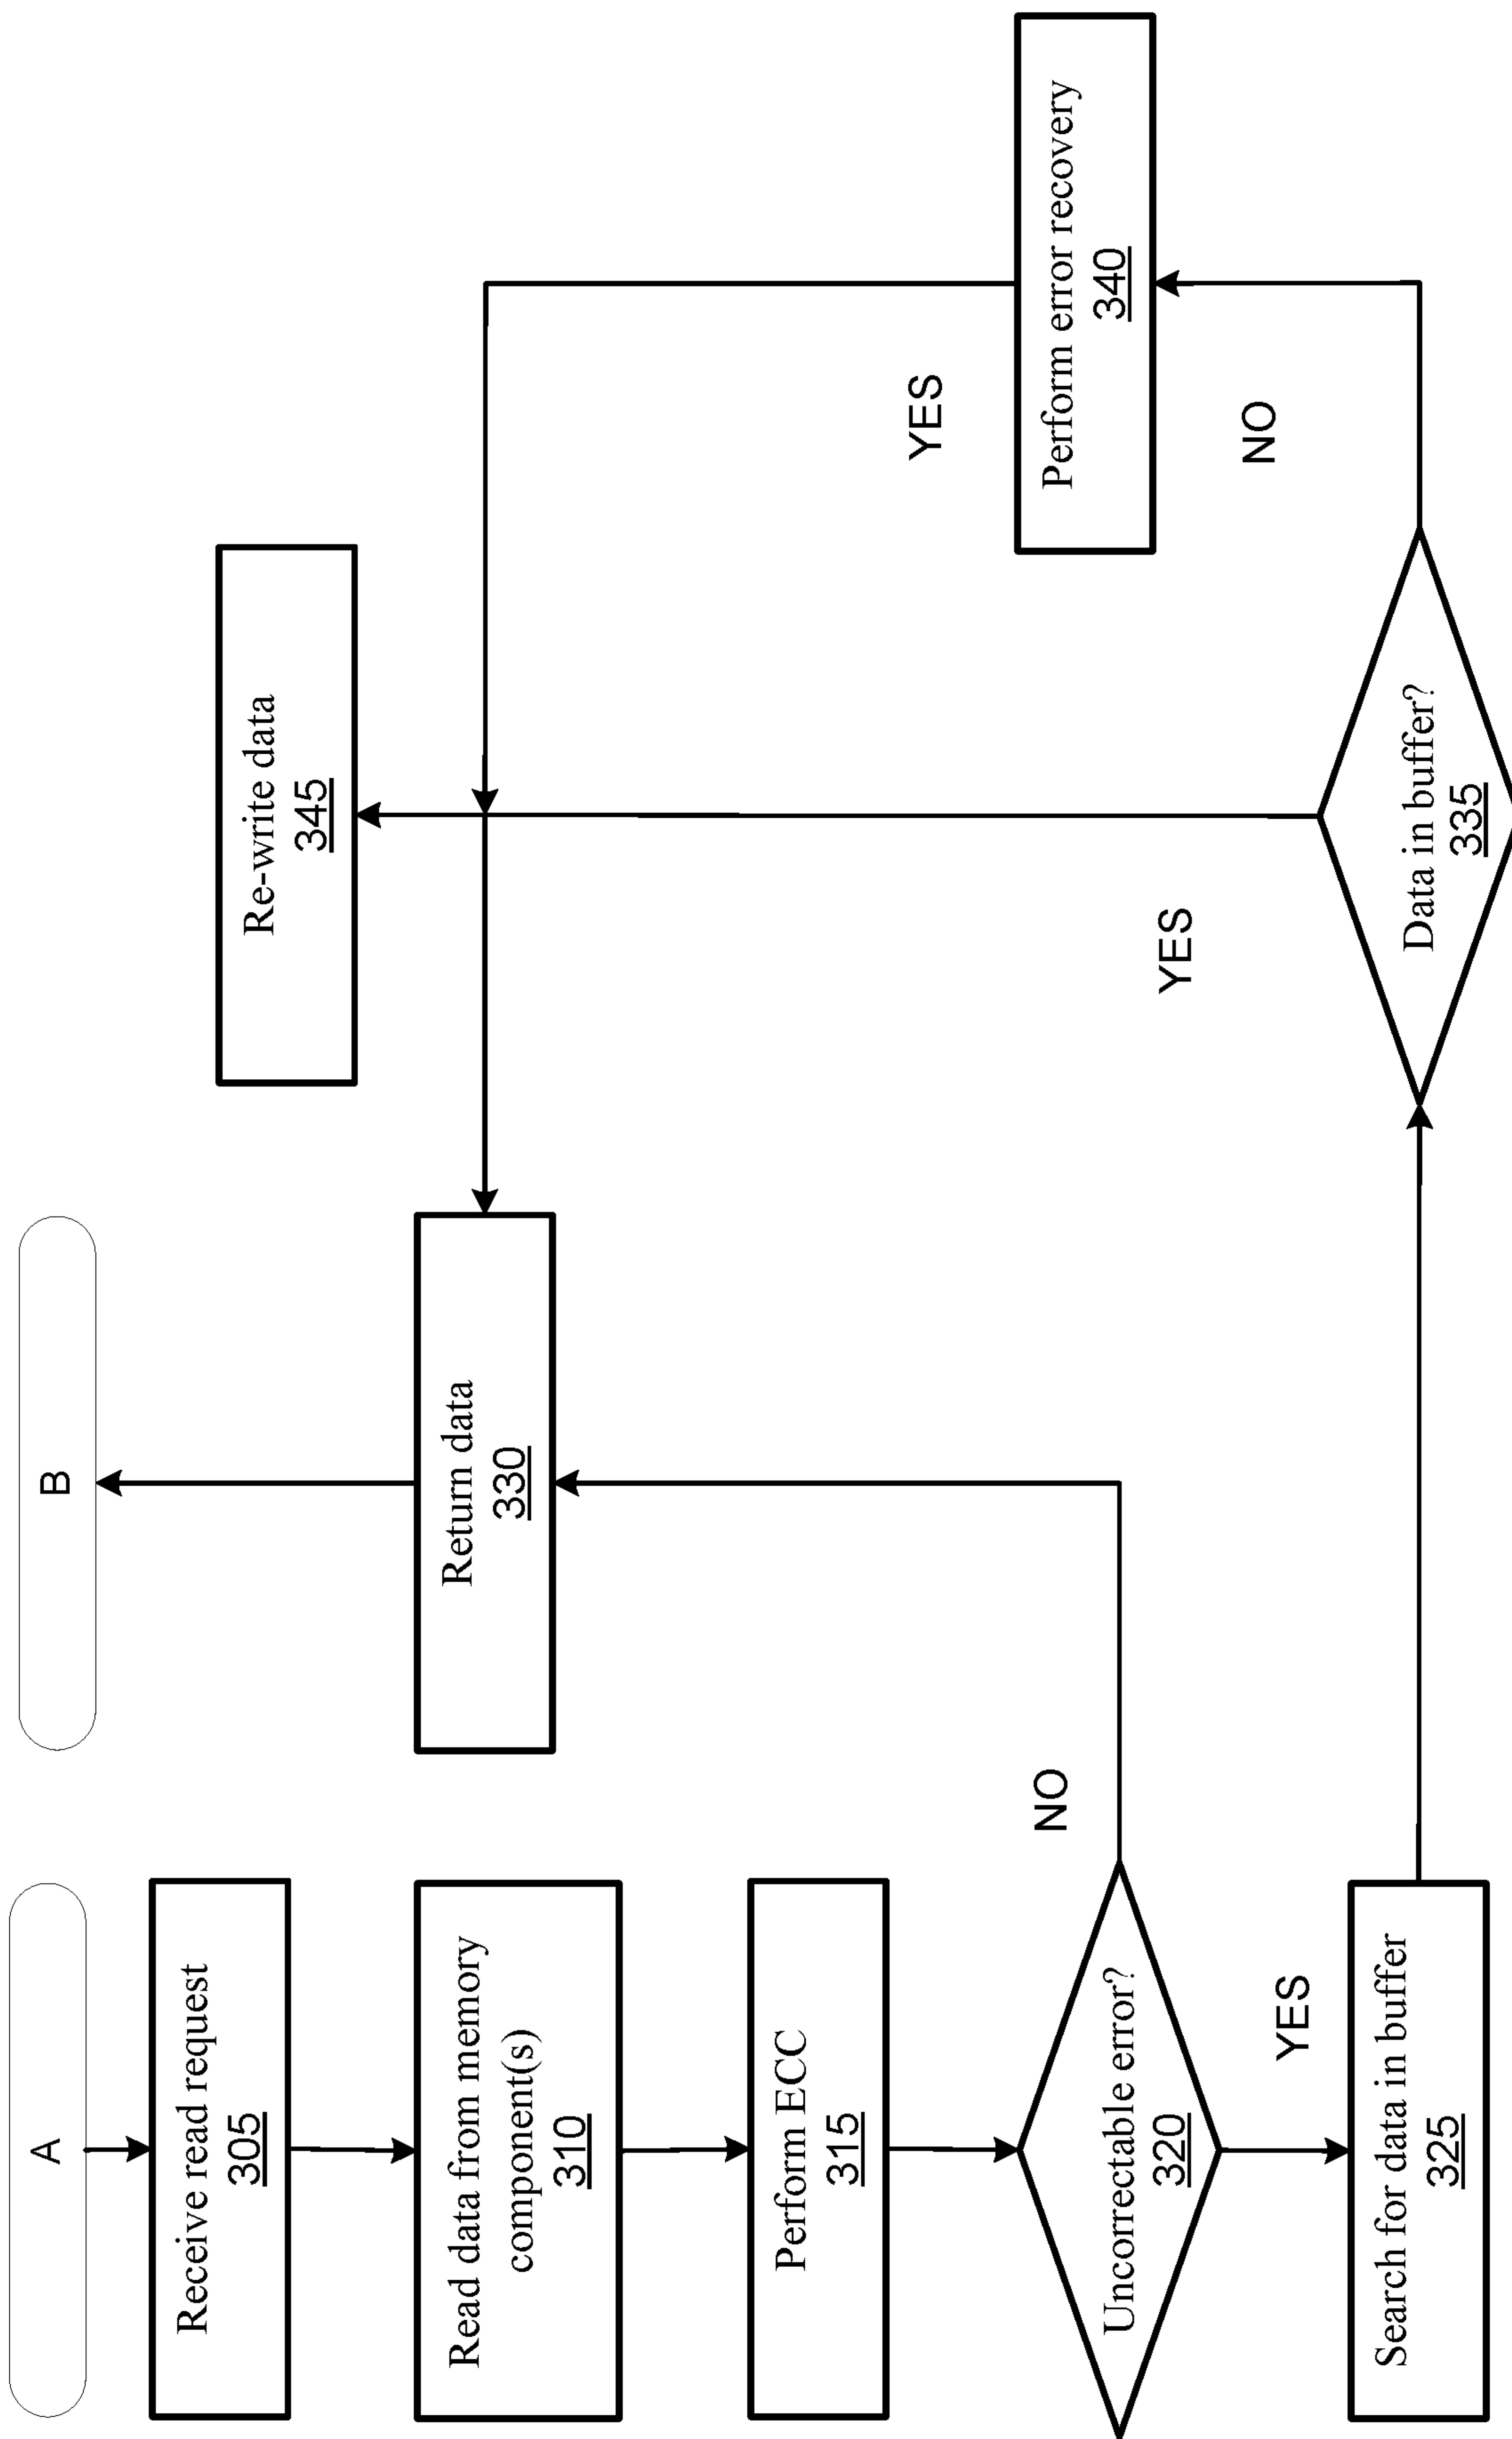 A
Receive read request
305
Read data from memory
component(s)
310
Perform ECC
315
Uncorrectable error?
320
NO
YES
Search for data in buffer
325
B
Return data
330
Re-write data
345
YES
Data in buffer?
335
NO
YES
Perform error recovery
340